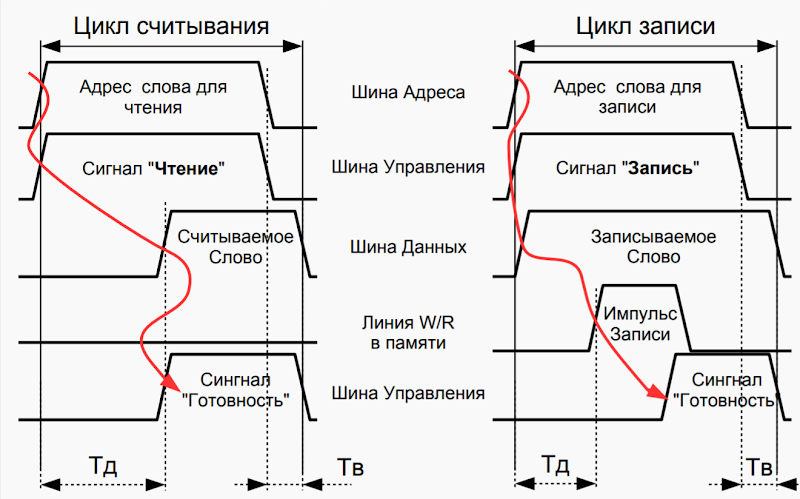 Цикл считывания
Адрес слова для
чтения
Сигнал "Чтение"
Считываемое
Слово
Сингнал
"Готовность"
Тд
Тв
Шина Адреса
Шина Управления
Шина Данных
Линия W/R
в памяти
Шина Управления
Цикл записи
Адрес слова для
записи
Сигнал "Запись"
Записываемое
Слово
Импульс
Записи
Сингнал
"Готовность
Тд
Тв